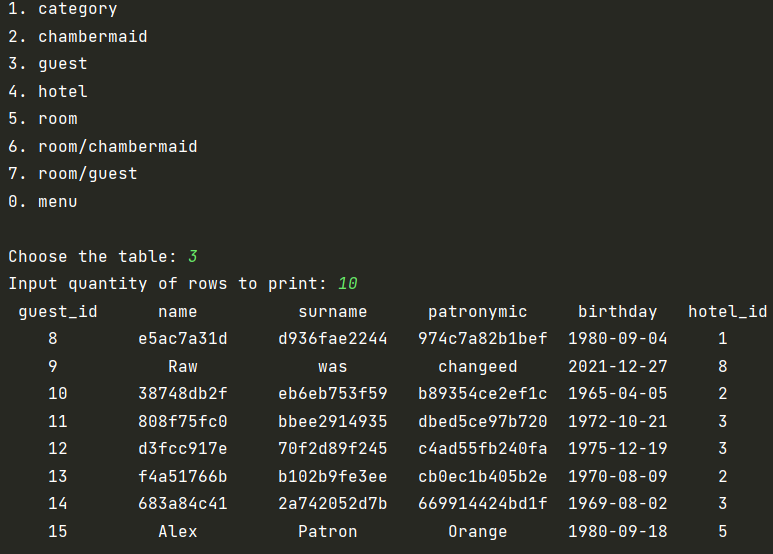 1. category
2. chambermaid
3. guest
4. hotel
5. room
6. room/chambermaid
7. room/guest
0. menu
Choose the table: 3
Input quantity of rows to print: 10
guest_id name surname patronymic birthday hotel_id
8 e5ac7a31d d936fae2244 974c7a82b1bef 1980-09-04 1
9 Raw was changeed 2021-12-27 8
10 38748db2f eb6eb753f59 b89354ce2ef1c 1965-04-05 2
11 808f75fc0 bbee2914935 dbed5ce97b720 1972-10-21 3
12 d3fcc917e 70f2d89f245 c4ad55fb240fa 1975-12-19 3
13 f4a51766b b102b9fe3ee cb0ec1b405b2e 1970-08-09 2
14 683a84c41 2a742052d7b 669914424bd1f 1969-08-02 3
15 Alex Patron Orange 1980-09-18 5